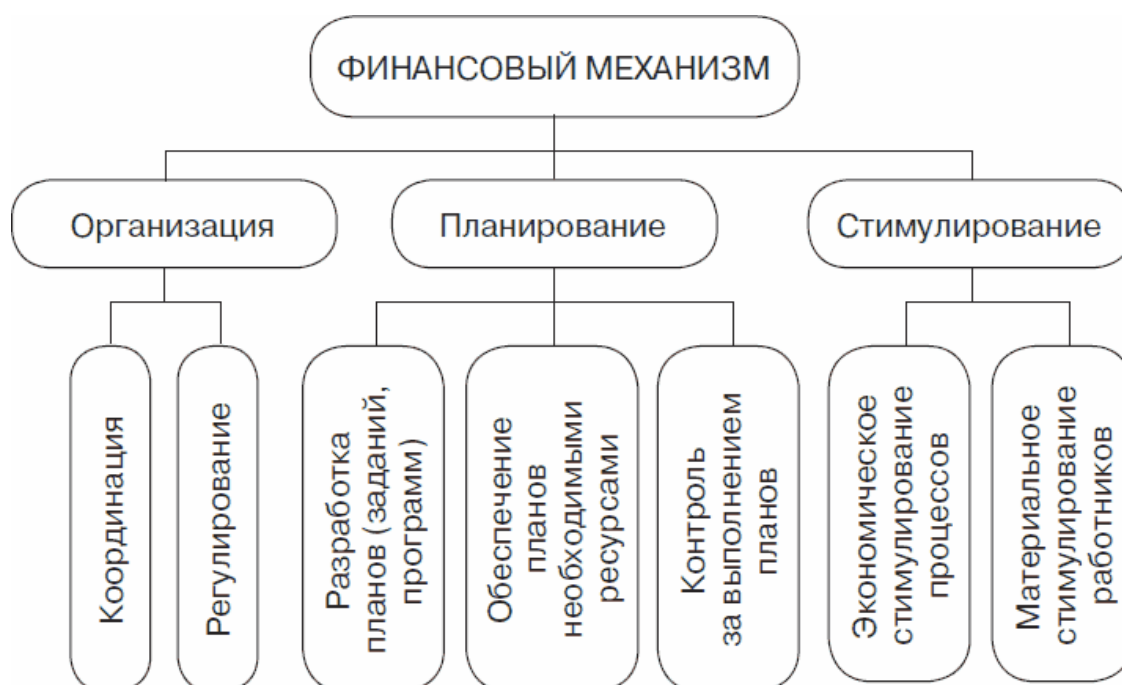 ФИНАНСОВЫЙ МЕХАНИЗМ
Организация
Планирование
Стимулирование
Координация
Регулирование
Разработка
планов (заданий,
программ)
Обеспечение
планов
необходимыми
ресурсами
Контроль
за выполнением
планов
Экономическое
стимулирование
процессов
Материальное
стимулирование
работников